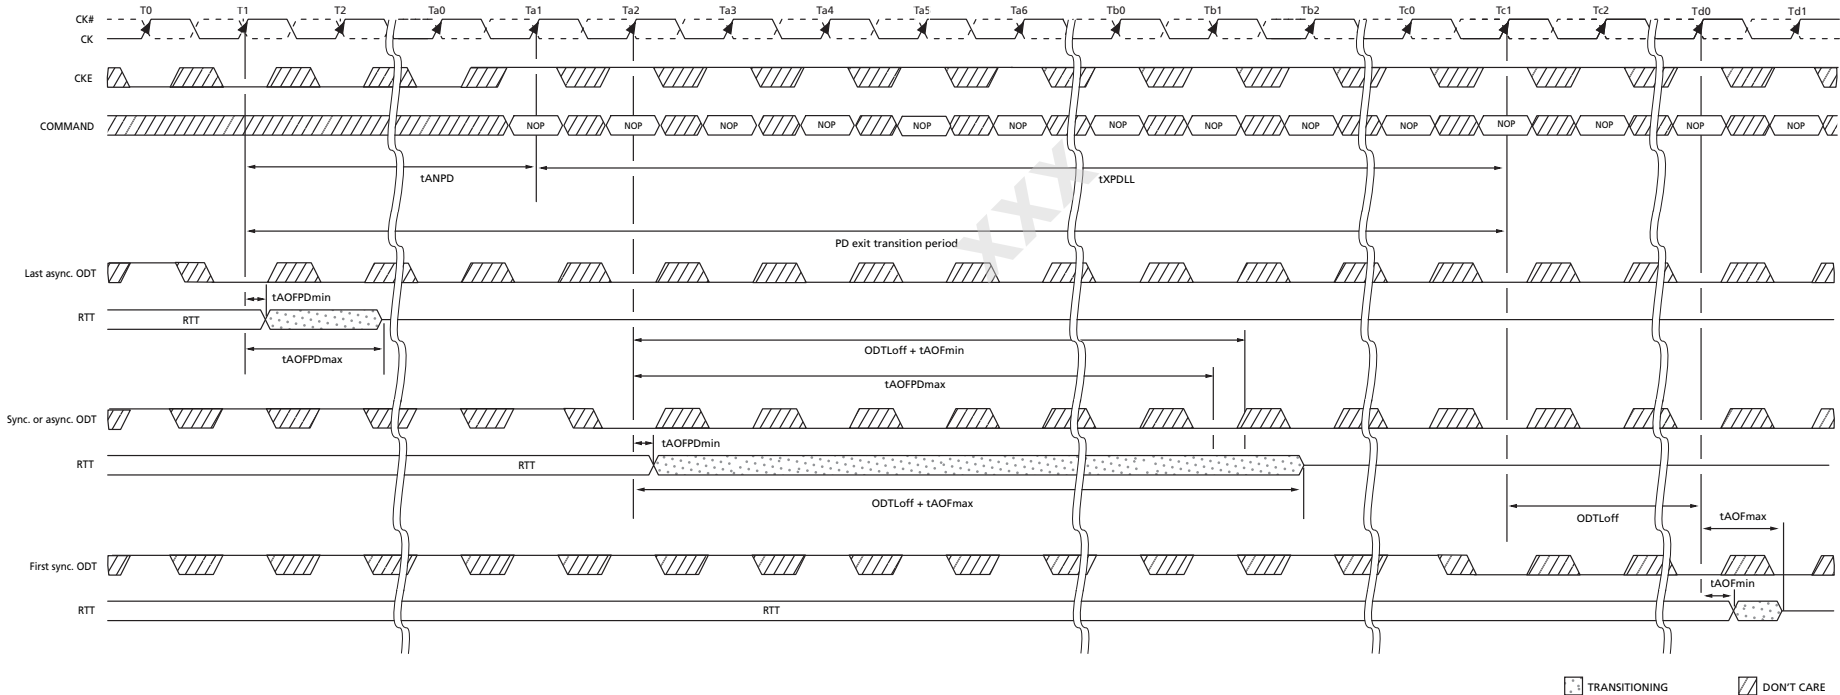 T0 T1 T2 Ta0 Ta1 Ta2 Ta3 Ta4 Ta5 Ta6 Tb0 Tb1 Tb2 Tc0 Tc1 Tc2 Td0 Td1
CK#
CK
CKE
COMMAND NOP NOP NOP NOP NOP NOP NOP NOP NOP NOP NOP NOP NOP NOP
tANPD tXPDLL
xxx
PD exit transition period
Last async. ODT
tAOFPDmin
RTT RTT
tAOFPDmax
ODTLoff + tAOFmin
tAOFPDmax
Sync. or async. ODT
tAOFPDmin
RTT RTT
ODTLoff + tAOFmax
ODTLoff tAOFmax
First sync. ODT
tAOFmin
RTT RTT
TRANSITIONING DON'T CARE